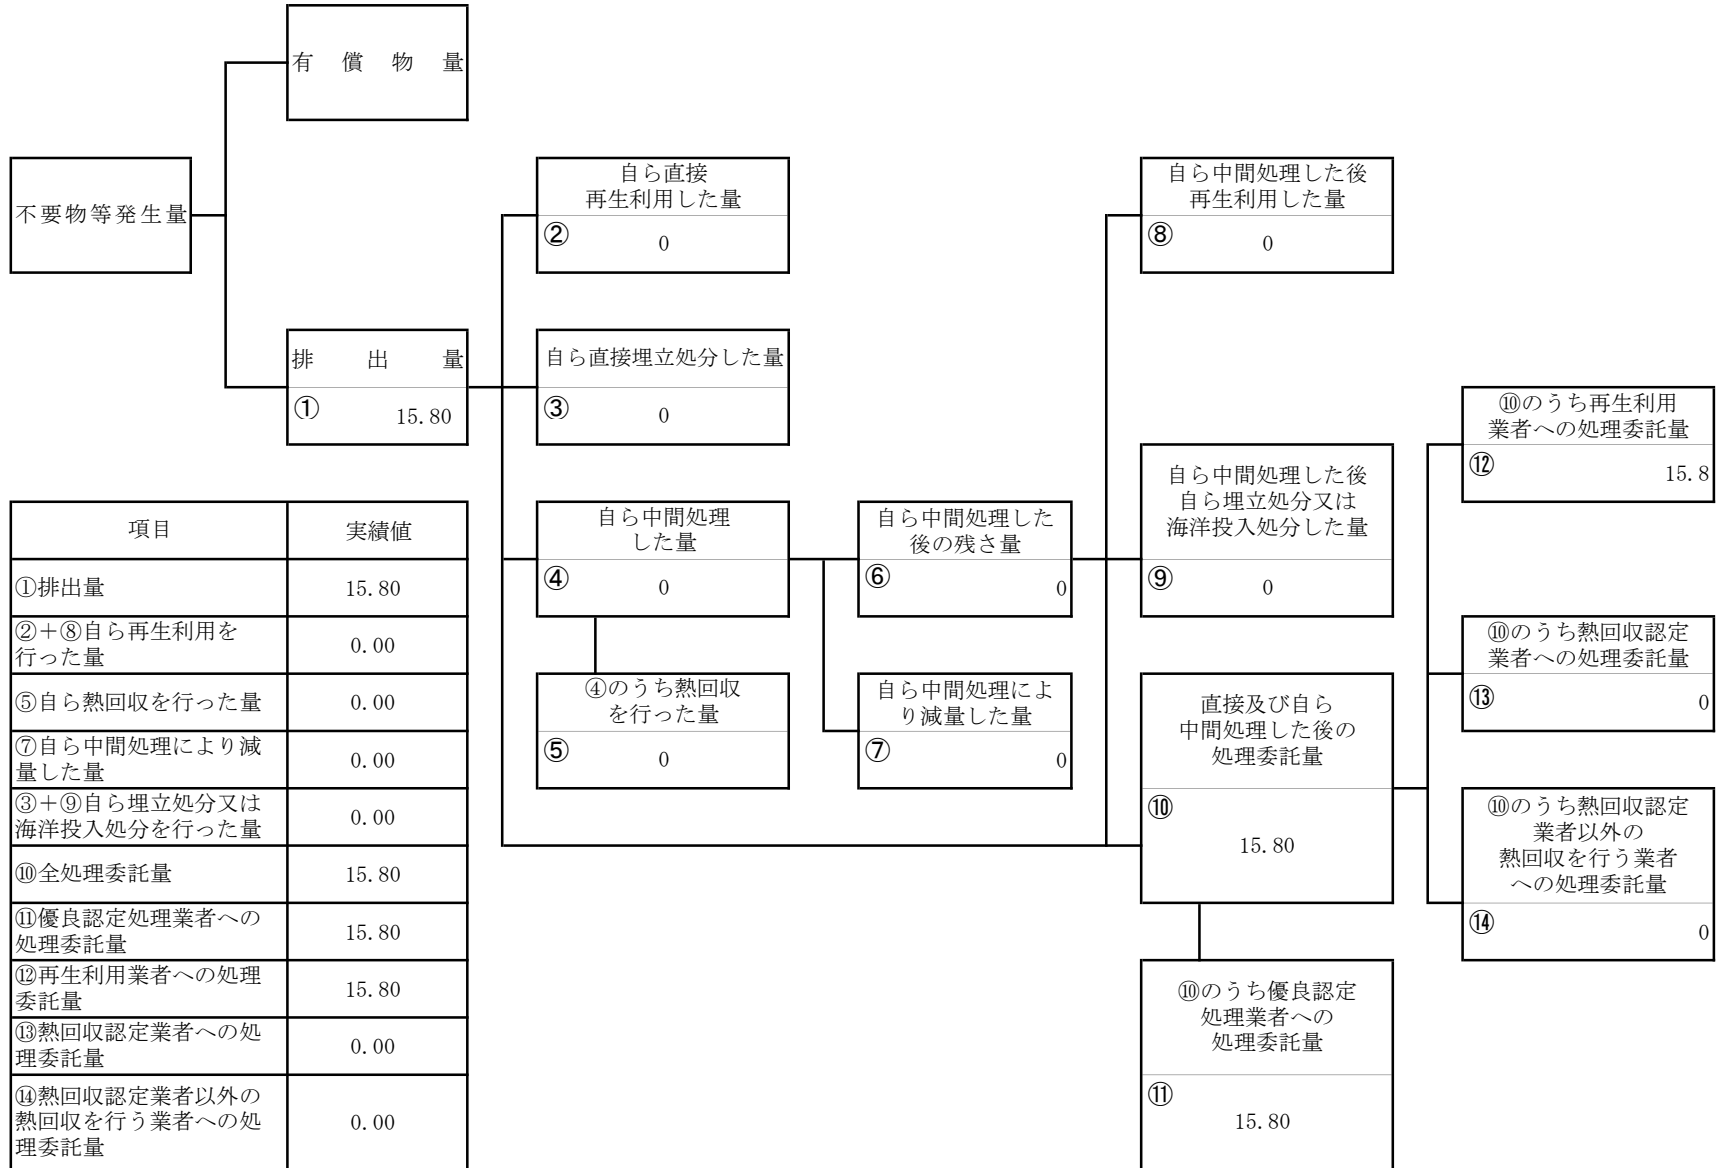 有償物量
不要物等発生量
自ら直接
再生利用した量
②
0
自ら中間処理した後
再生利用した量
⑧
0
排出量
①
15.80
自ら直接埋立処分した量
③
0
⑩のうち再生利用
業者への処理委託量
⑫
15.8
自ら中間処理
した量
④
0
自ら中間処理した
後の残さ量
⑥
0
自ら中間処理した後
自ら埋立処分又は
海洋投入処分した量
⑨
0
⑩のうち熱回収認定
業者への処理委託量
⑬
0
④のうち熱回収
を行った量
⑤
0
自ら中間処理によ
り減量した量
⑦
0
直接及び自ら
中間処理した後の
処理委託量
⑩
15.80
⑩のうち熱回収認定
業者以外の
熱回収を行う業者
への処理委託量
⑭
0
⑩のうち優良認定
処理業者への
処理委託量
⑪
15.80
項目 実績値
①排出量 15.80
②＋⑧自ら再生利用を
行った量 0.00
⑤自ら熱回収を行った量 0.00
⑦自ら中間処理により減
量した量 0.00
③＋⑨自ら埋立処分又は
海洋投入処分を行った量 0.00
⑩全処理委託量 15.80
⑪優良認定処理業者への
処理委託量 15.80
⑫再生利用業者への処理
委託量 15.80
⑬熱回収認定業者への処
理委託量 0.00
⑭熱回収認定業者以外の
熱回収を行う業者への処
理委託量 0.00